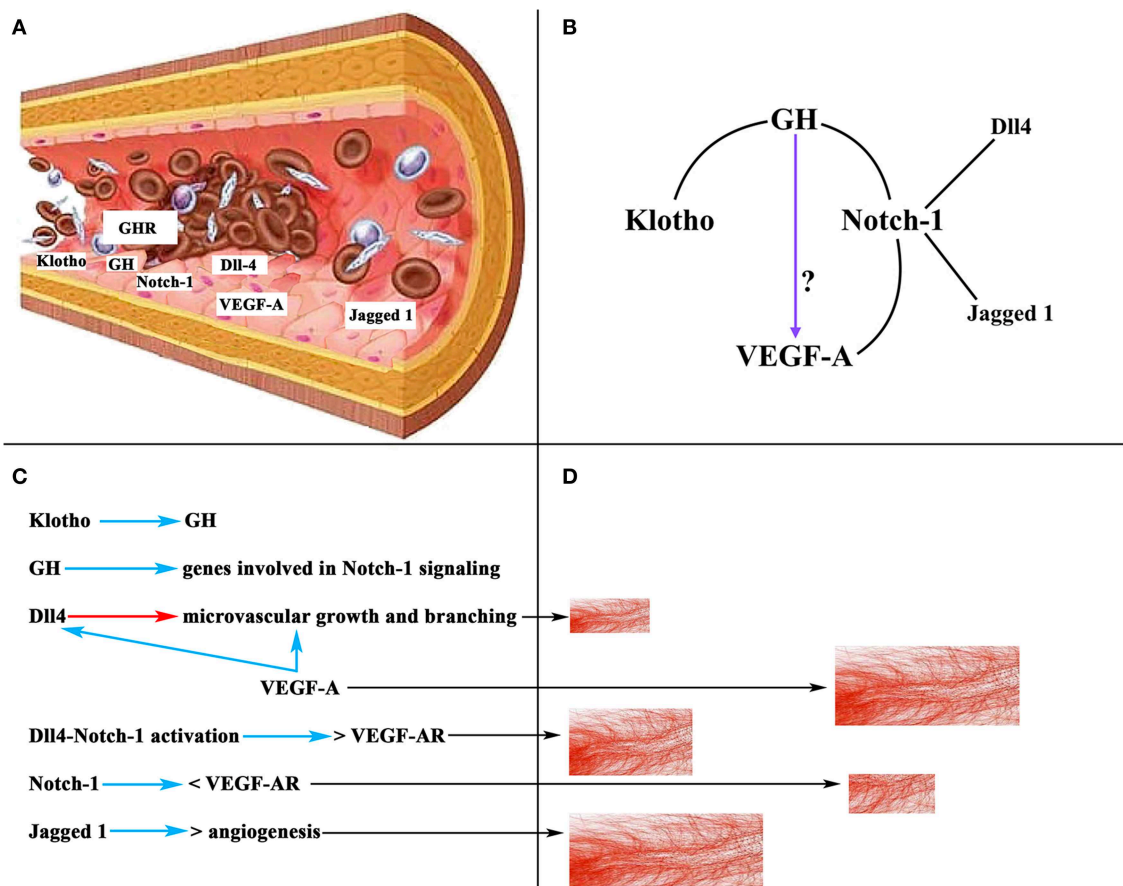 A
GHR
Klotho
GH
Notch-1
Dll-4
VEGF-A
Jagged 1
B
GH
Dll4
Klotho
Notch-1
?
Jagged 1
VEGF-A
C
Klotho GH
GH genes involved in Notch-1 signaling
Dll4 microvascular growth and branching
VEGF-A
Dll4-Notch-1 activation > VEGF-AR
Notch-1 < VEGF-AR
Jagged 1 > angiogenesis
D